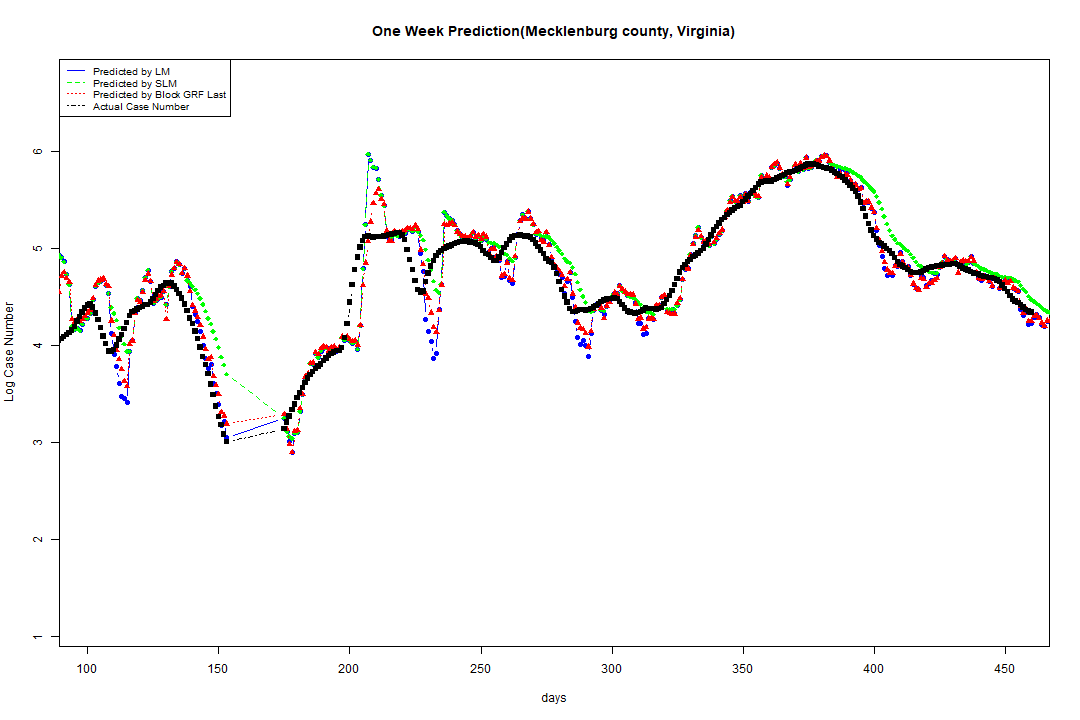 One Week Prediction(Mecklenburg county, Virginia)
Predicted by LM
Predicted by SLM
Predicted by Block GRF Last
Actual Case Number
6
5
4
3
2
1
Log Case Number
100 150 200 250 300 350 400 450
days